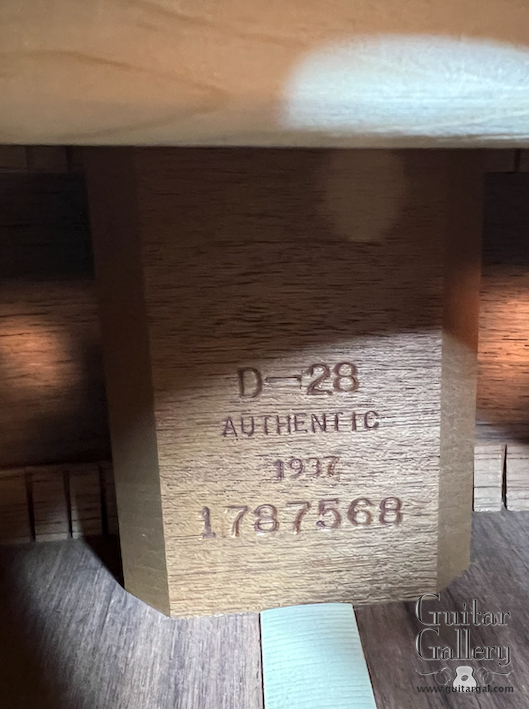 D-28
AUTHENTIC
1937
1787568
Guitar
Gallery
www.guitargal.com